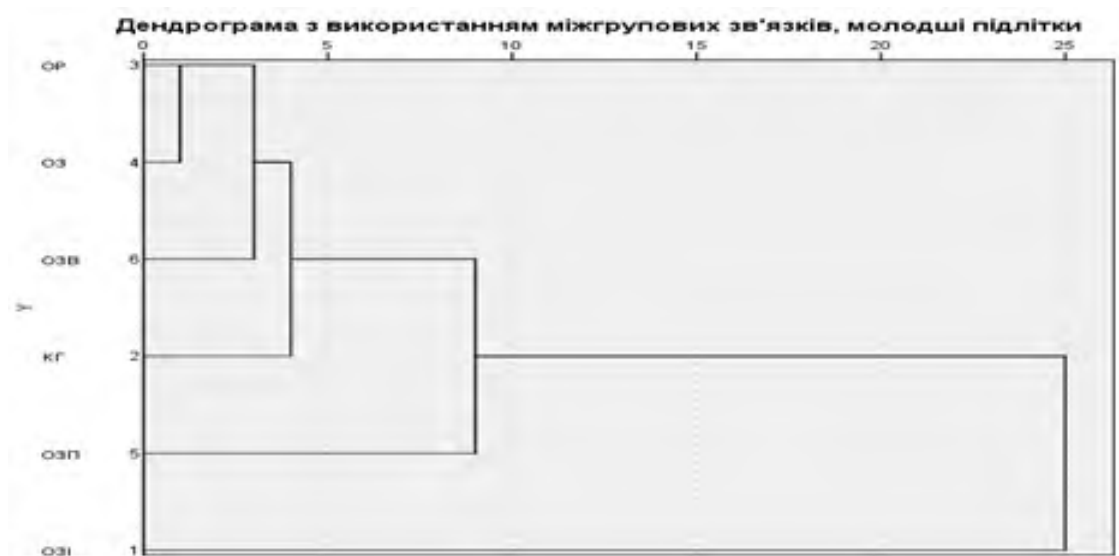 Дендрограма з використанням міжгрупових зв'язків, молодші підлітки
0 5 10 15 20 25
ОР 3
ОЗ 4
ОЗВ 6
Y
КГ 2
ОЗП 5
ОЗІ 1